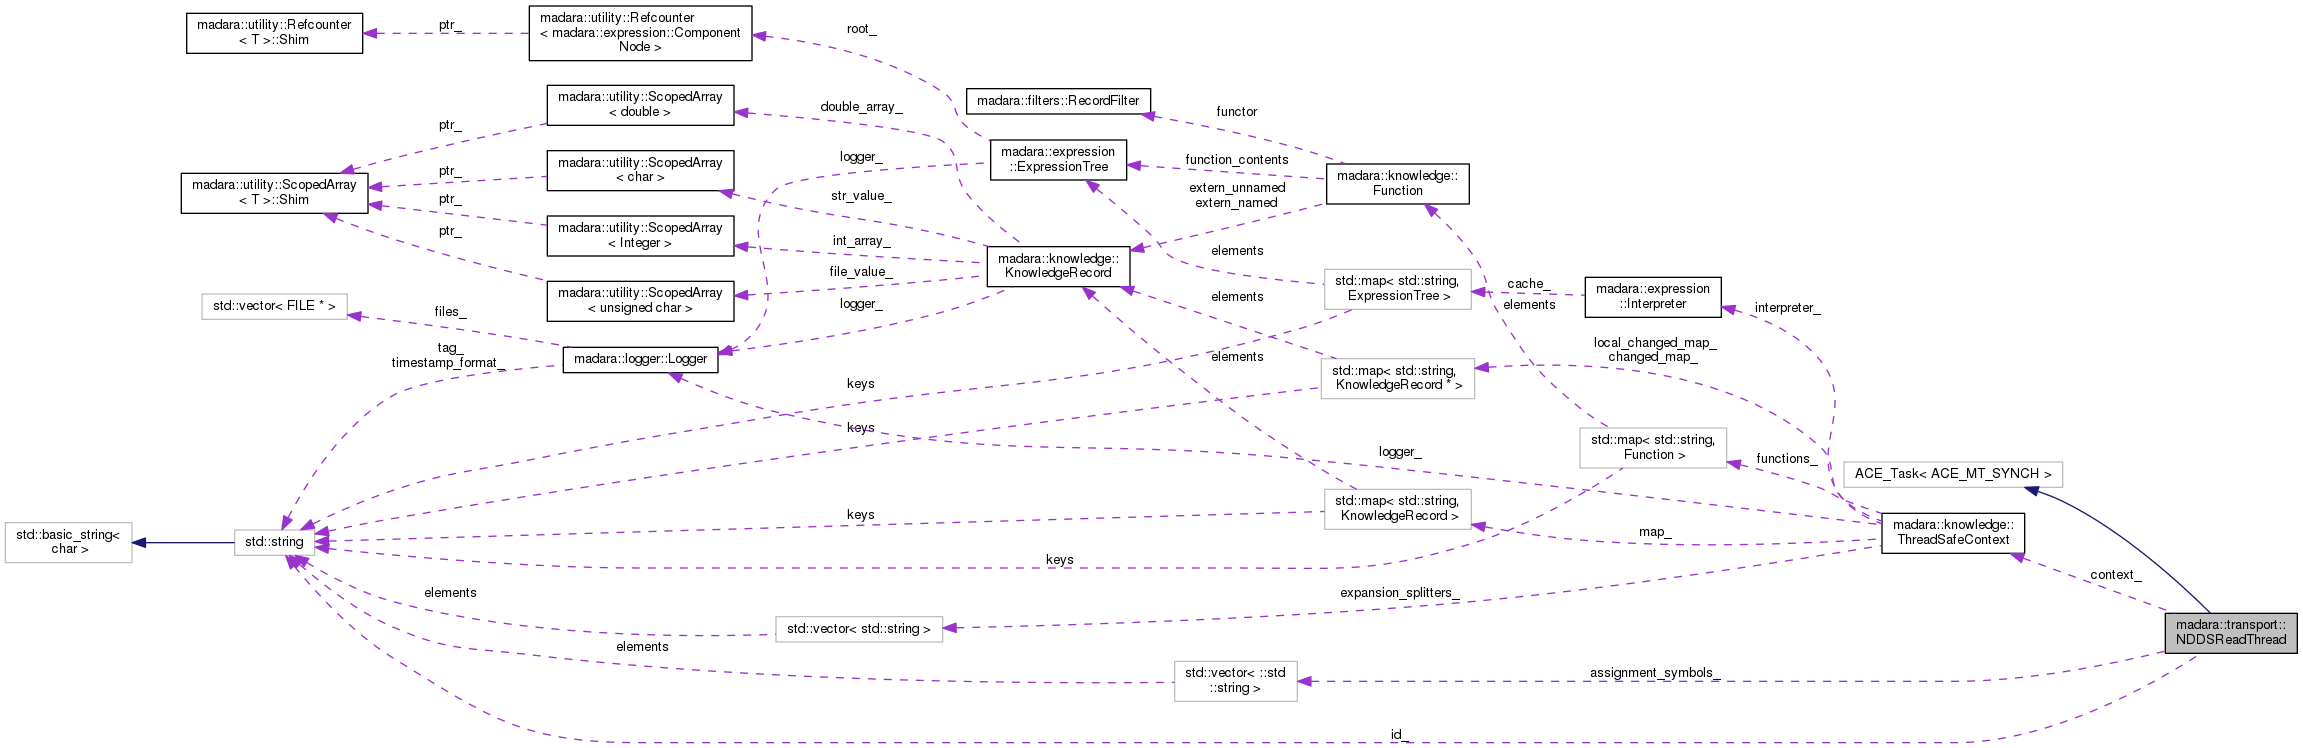 madara::utility::Refcounter
< T >::Shim
ptr_
madara::utility::Refcounter
< madara::expression::Component
Node >
root_
madara::utility::ScopedArray
< double >
double_array_
madara::filters::RecordFilter
functor
ptr_
madara::utility::ScopedArray
< char >
logger_
madara::expression
::ExpressionTree
function_contents
madara::knowledge::
Function
madara::utility::ScopedArray
< T >::Shim
ptr_
ptr_
str_value_
extern_unnamed
extern_named
madara::utility::ScopedArray
< Integer >
ptr_
int_array_
madara::knowledge::
KnowledgeRecord
elements
madara::utility::ScopedArray
< unsigned char >
file_value_
std::map< std::string,
ExpressionTree >
cache_
madara::expression
::Interpreter
std::vector< FILE * >
files_
logger_
elements
elements
interpreter_
tag_
timestamp_format_
madara::logger::Logger
elements
local_changed_map_
changed_map_
std::map< std::string,
KnowledgeRecord * >
keys
keys
logger_
std::map< std::string,
Function >
functions_
ACE_Task< ACE_MT_SYNCH >
std::map< std::string,
KnowledgeRecord >
keys
std::basic_string<
char >
std::string
map_
madara::knowledge::
ThreadSafeContext
keys
context_
elements
expansion_splitters_
std::vector< std::string >
madara::transport::
NDDSReadThread
elements
std::vector< ::std
::string >
assignment_symbols_
id_